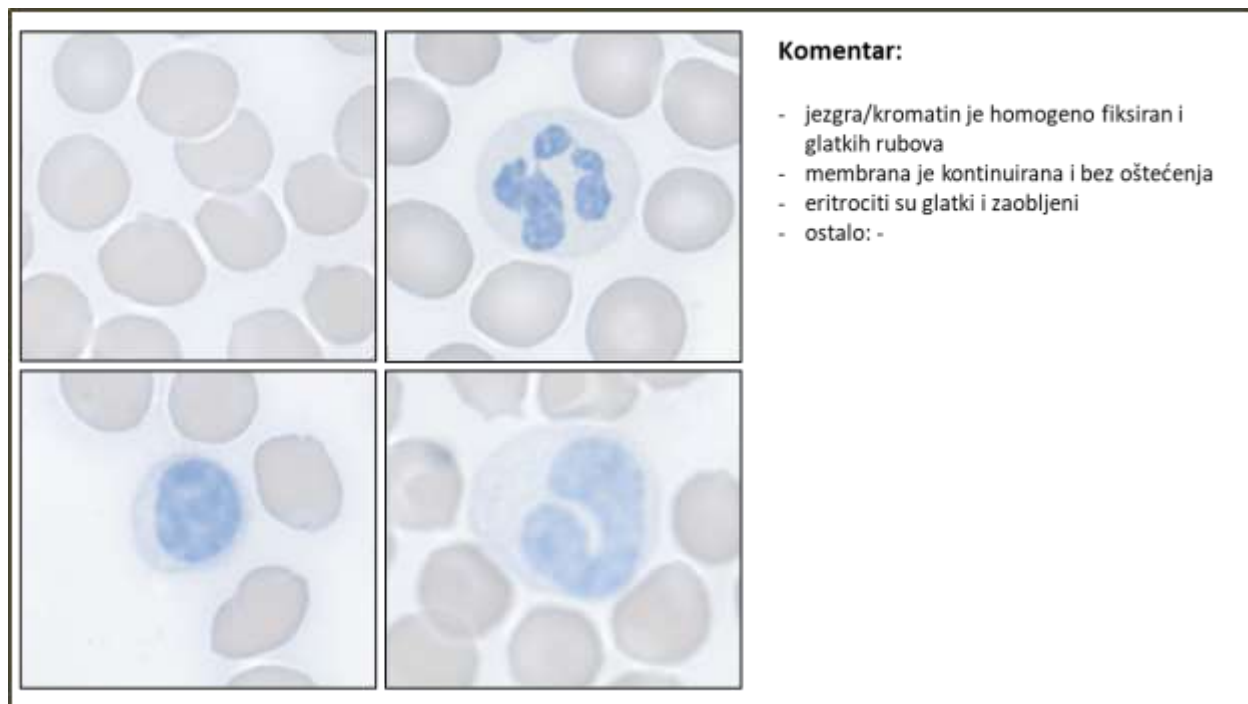 Komentar:
- jezgra/kromatin je homogeno fiksiran i
glatkih rubova
- membrana je kontinuirana i bez oštećenja
- eritrociti su glatki i zaobljeni
- ostalo: -